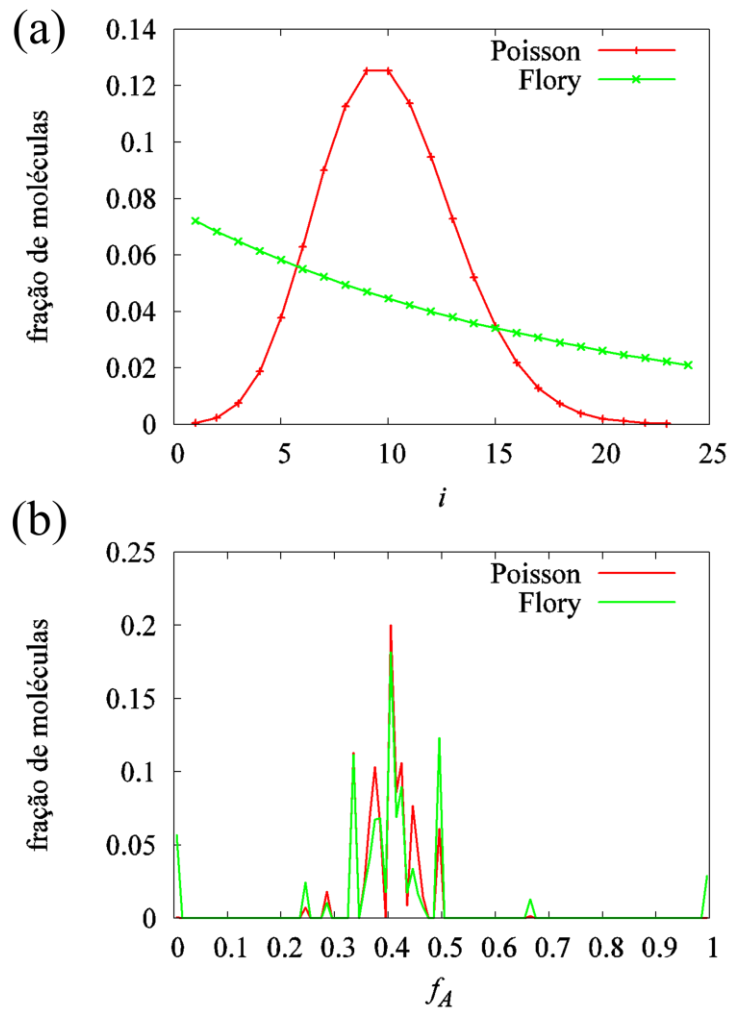 (a)
0.14
0.12
0.1
0.08
0.06
0.04
0.02
0
fração de moléculas
Poisson
Flory
0 5 10 15 20 25
i
(b)
0.25
0.2
0.15
0.1
0.05
0
fração de moléculas
Poisson
Flory
0 0.1 0.2 0.3 0.4 0.5 0.6 0.7 0.8 0.9 1
f_A